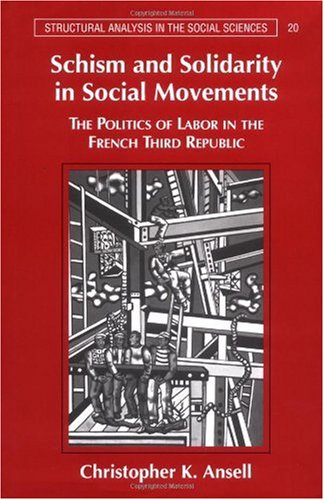 STRUCTURAL ANALYSIS IN THE SOCIAL SCIENCES 20
Schism and Solidarity
in Social Movements
THE POLITICS OF LABOR IN THE
FRENCH THIRD REPUBLIC
Christopher K. Ansell